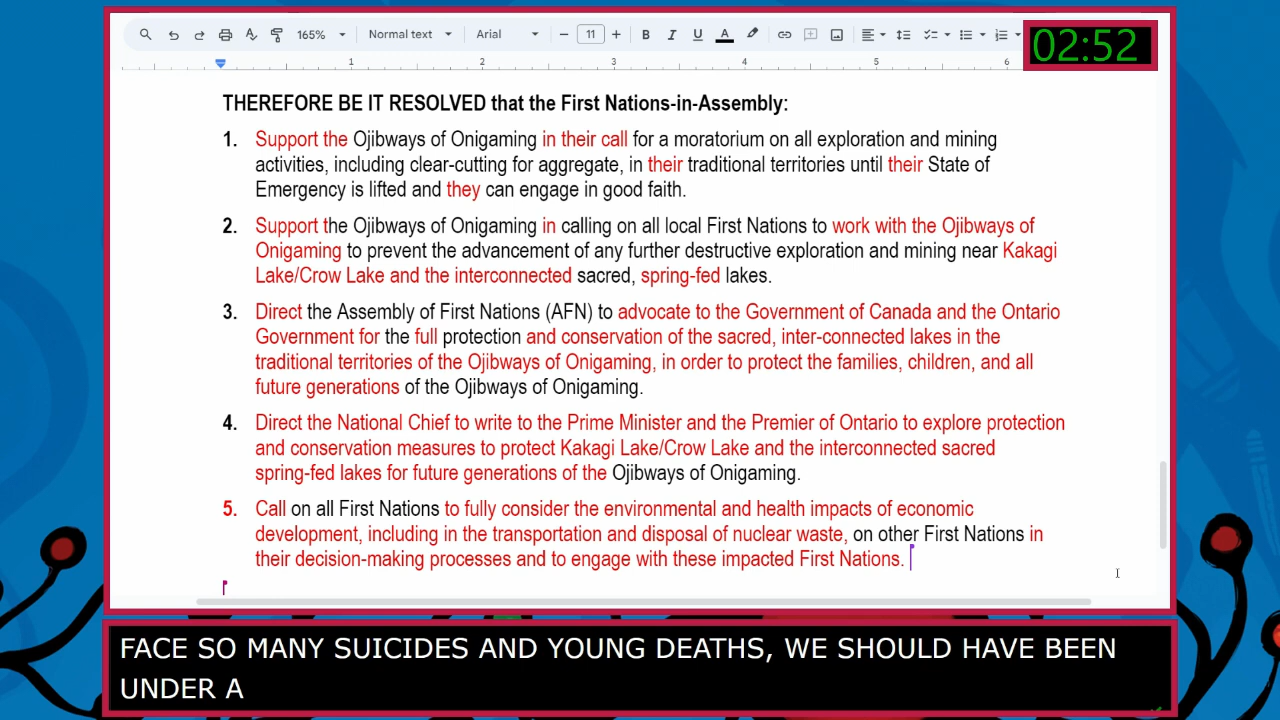 165%
Normal text
Arial
11
B I U A
1 2 3 4 5 6
02:52
THEREFORE BE IT RESOLVED that the First Nations-in-Assembly:
1. Support the Ojibways of Onigaming in their call for a moratorium on all exploration and mining
activities, including clear-cutting for aggregate, in their traditional territories until their State of
Emergency is lifted and they can engage in good faith.
2. Support the Ojibways of Onigaming in calling on all local First Nations to work with the Ojibways of
Onigaming to prevent the advancement of any further destructive exploration and mining near Kakagi
Lake/Crow Lake and the interconnected sacred, spring-fed lakes.
3. Direct the Assembly of First Nations (AFN) to advocate to the Government of Canada and the Ontario
Government for the full protection and conservation of the sacred, inter-connected lakes in the
traditional territories of the Ojibways of Onigaming, in order to protect the families, children, and all
future generations of the Ojibways of Onigaming.
4. Direct the National Chief to write to the Prime Minister and the Premier of Ontario to explore protection
and conservation measures to protect Kakagi Lake/Crow Lake and the interconnected sacred
spring-fed lakes for future generations of the Ojibways of Onigaming.
5. Call on all First Nations to fully consider the environmental and health impacts of economic
development, including in the transportation and disposal of nuclear waste, on other First Nations in
their decision-making processes and to engage with these impacted First Nations.
FACE SO MANY SUICIDES AND YOUNG DEATHS, WE SHOULD HAVE BEEN
UNDER A